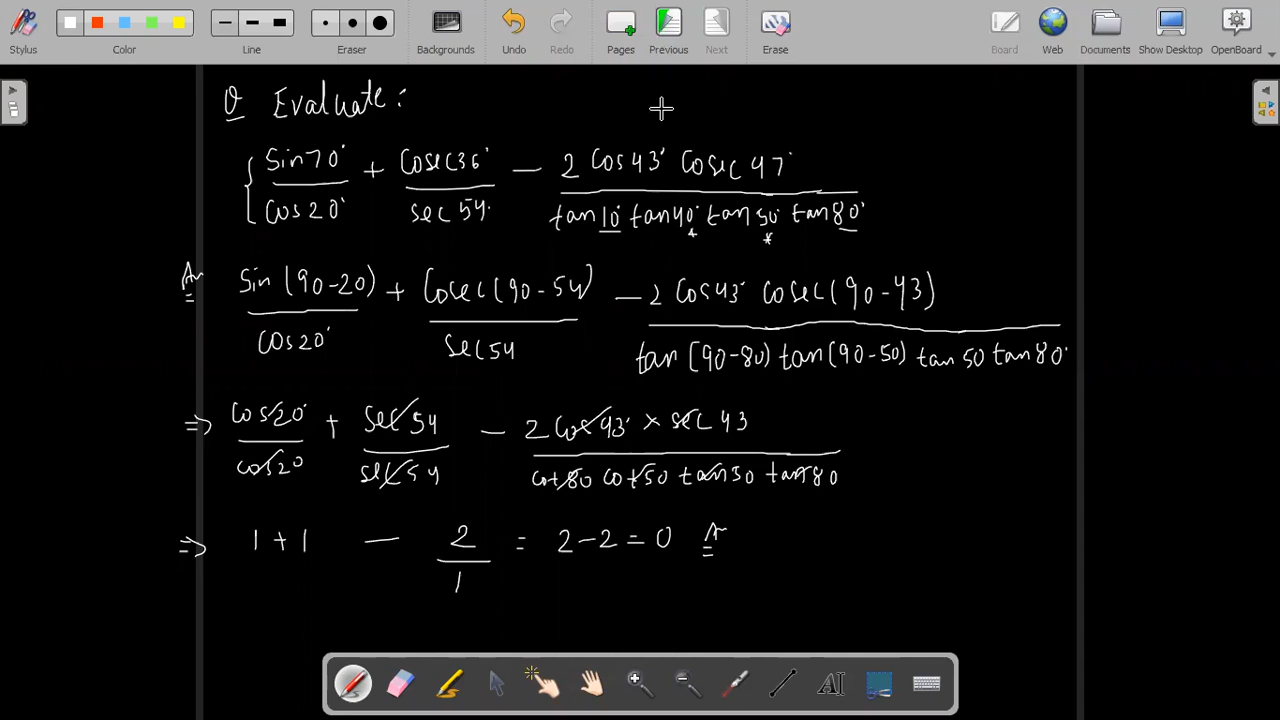 Stylus Color Line Eraser Backgrounds Undo Redo Pages Previous Next Erase Board Web Documents Show Desktop OpenBoard
Q Evaluate :
{ Sin70° / Cos20° + Cosec36° / sec54° - 2 Cos43° Cosec 47° / tan10° tan40° tan50° tan80°
Sin (90-20) / Cos20° + Cosec(90-54) / Sec54 - 2 Cos43° Cosec(90-43) / tan (90-80) tan(90-50) tan50 tan80°
=> Cos20° / cos20 + Sec54 / sec54 - 2 Cos43° × sec43 / cot80 cot50 tan50 tan80
=> 1 + 1 - 2 / 1 = 2-2 = 0
AI